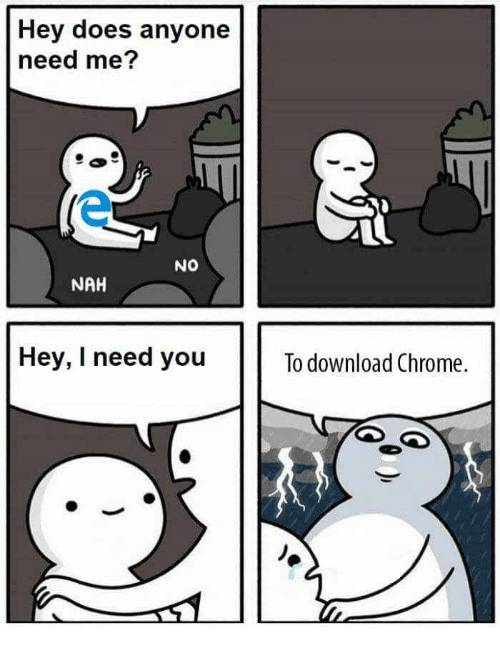 Hey does anyone
need me?
e
NO
NAH
Hey, I need you
To download Chrome.